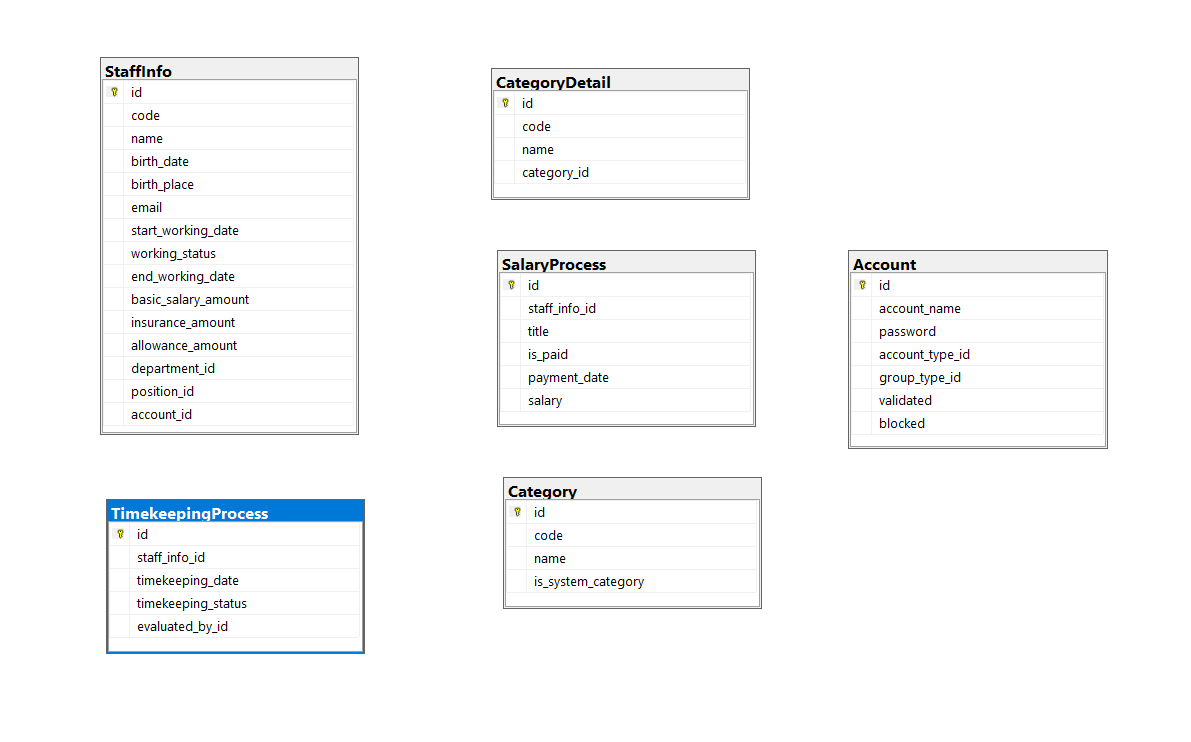 StaffInfo
id
code
name
birth_date
birth_place
email
start_working_date
working_status
end_working_date
basic_salary_amount
insurance_amount
allowance_amount
department_id
position_id
account_id
TimekeepingProcess
id
staff_info_id
timekeeping_date
timekeeping_status
evaluated_by_id
CategoryDetail
id
code
name
category_id
SalaryProcess
id
staff_info_id
title
is_paid
payment_date
salary
Category
id
code
name
is_system_category
Account
id
account_name
password
account_type_id
group_type_id
validated
blocked